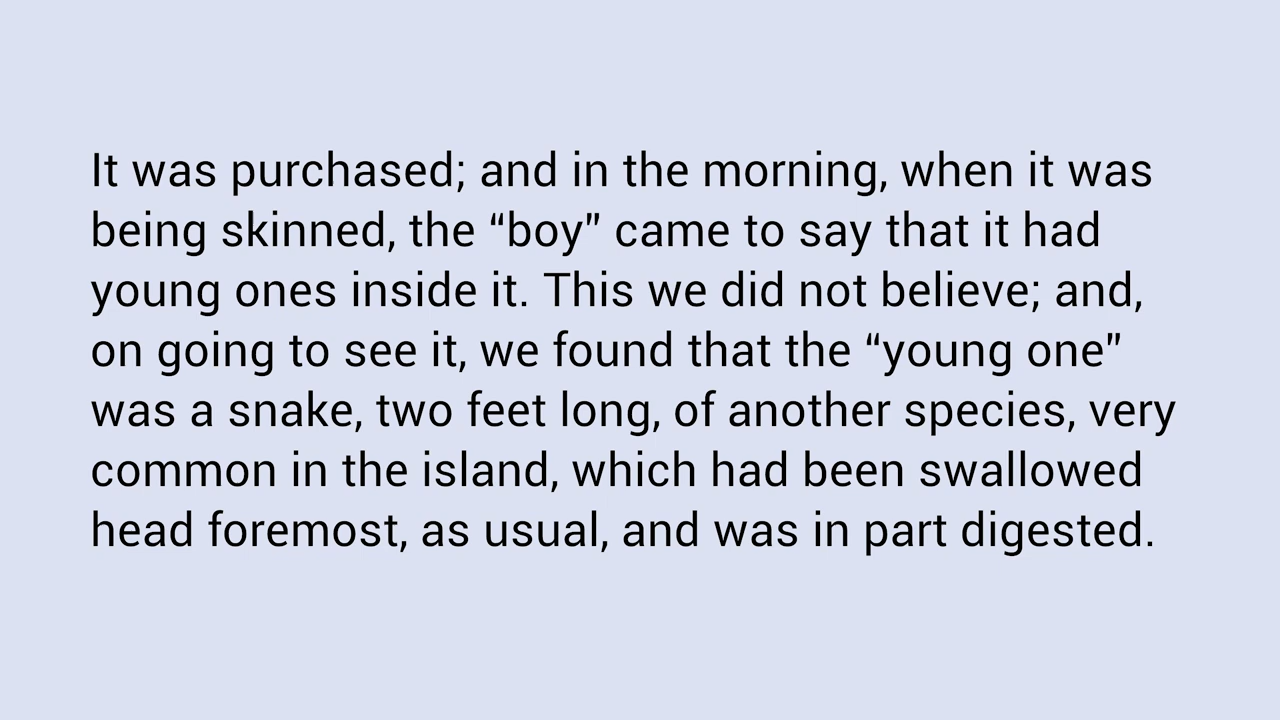 It was purchased; and in the morning, when it was
being skinned, the “boy” came to say that it had
young ones inside it. This we did not believe; and,
on going to see it, we found that the “young one”
was a snake, two feet long, of another species, very
common in the island, which had been swallowed
head foremost, as usual, and was in part digested.